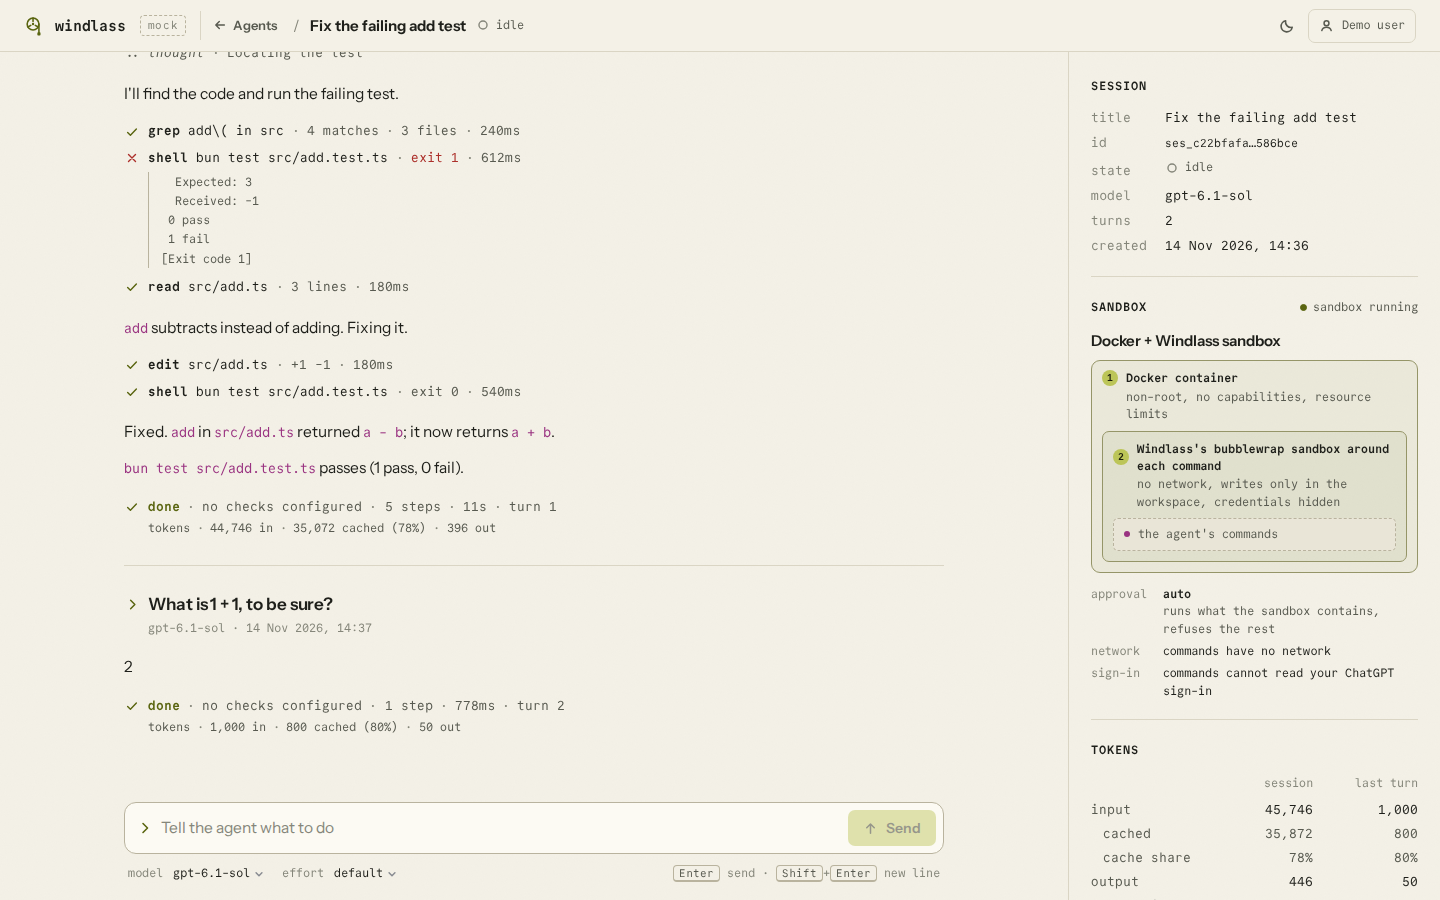 windlass mock ← Agents / Fix the failing add test idle
Demo user
thought · Locating the test
I'll find the code and run the failing test.
grep add\( in src · 4 matches · 3 files · 240ms
shell bun test src/add.test.ts · exit 1 · 612ms
Expected: 3
Received: -1
0 pass
1 fail
[Exit code 1]
read src/add.ts · 3 lines · 180ms
add subtracts instead of adding. Fixing it.
edit src/add.ts · +1 -1 · 180ms
shell bun test src/add.test.ts · exit 0 · 540ms
Fixed. add in src/add.ts returned a - b; it now returns a + b.
bun test src/add.test.ts passes (1 pass, 0 fail).
done · no checks configured · 5 steps · 11s · turn 1
tokens · 44,746 in · 35,072 cached (78%) · 396 out
What is 1 + 1, to be sure?
gpt-6.1-sol · 14 Nov 2026, 14:37
2
done · no checks configured · 1 step · 778ms · turn 2
tokens · 1,000 in · 800 cached (80%) · 50 out
Tell the agent what to do
Send
model gpt-6.1-sol effort default
Enter send · Shift+Enter new line
SESSION
title Fix the failing add test
id ses_c22bfafa…586bce
state idle
model gpt-6.1-sol
turns 2
created 14 Nov 2026, 14:36
SANDBOX sandbox running
Docker + Windlass sandbox
1 Docker container
non-root, no capabilities, resource
limits
2 Windlass's bubblewrap sandbox around
each command
no network, writes only in the
workspace, credentials hidden
the agent's commands
approval auto
runs what the sandbox contains,
refuses the rest
network commands have no network
sign-in commands cannot read your ChatGPT
sign-in
TOKENS
session last turn
input 45,746 1,000
cached 35,872 800
cache share 78% 80%
output 446 50